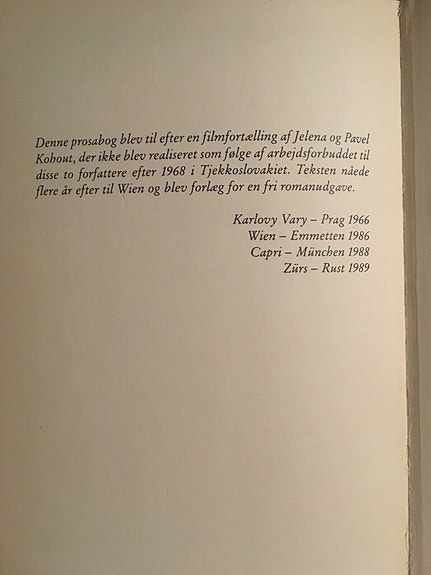 Denne prosabog blev til efter en filmfortælling af Jelena og Pavel
Kohout, der ikke blev realiseret som følge af arbejdsforbuddet til
disse to forfattere efter 1968 i Tjekkoslovakiet. Teksten nåede
flere år efter til Wien og blev forlæg for en fri romanudgave.
Karlovy Vary – Prag 1966
Wien – Emmetten 1986
Capri – München 1988
Zürs – Rust 1989